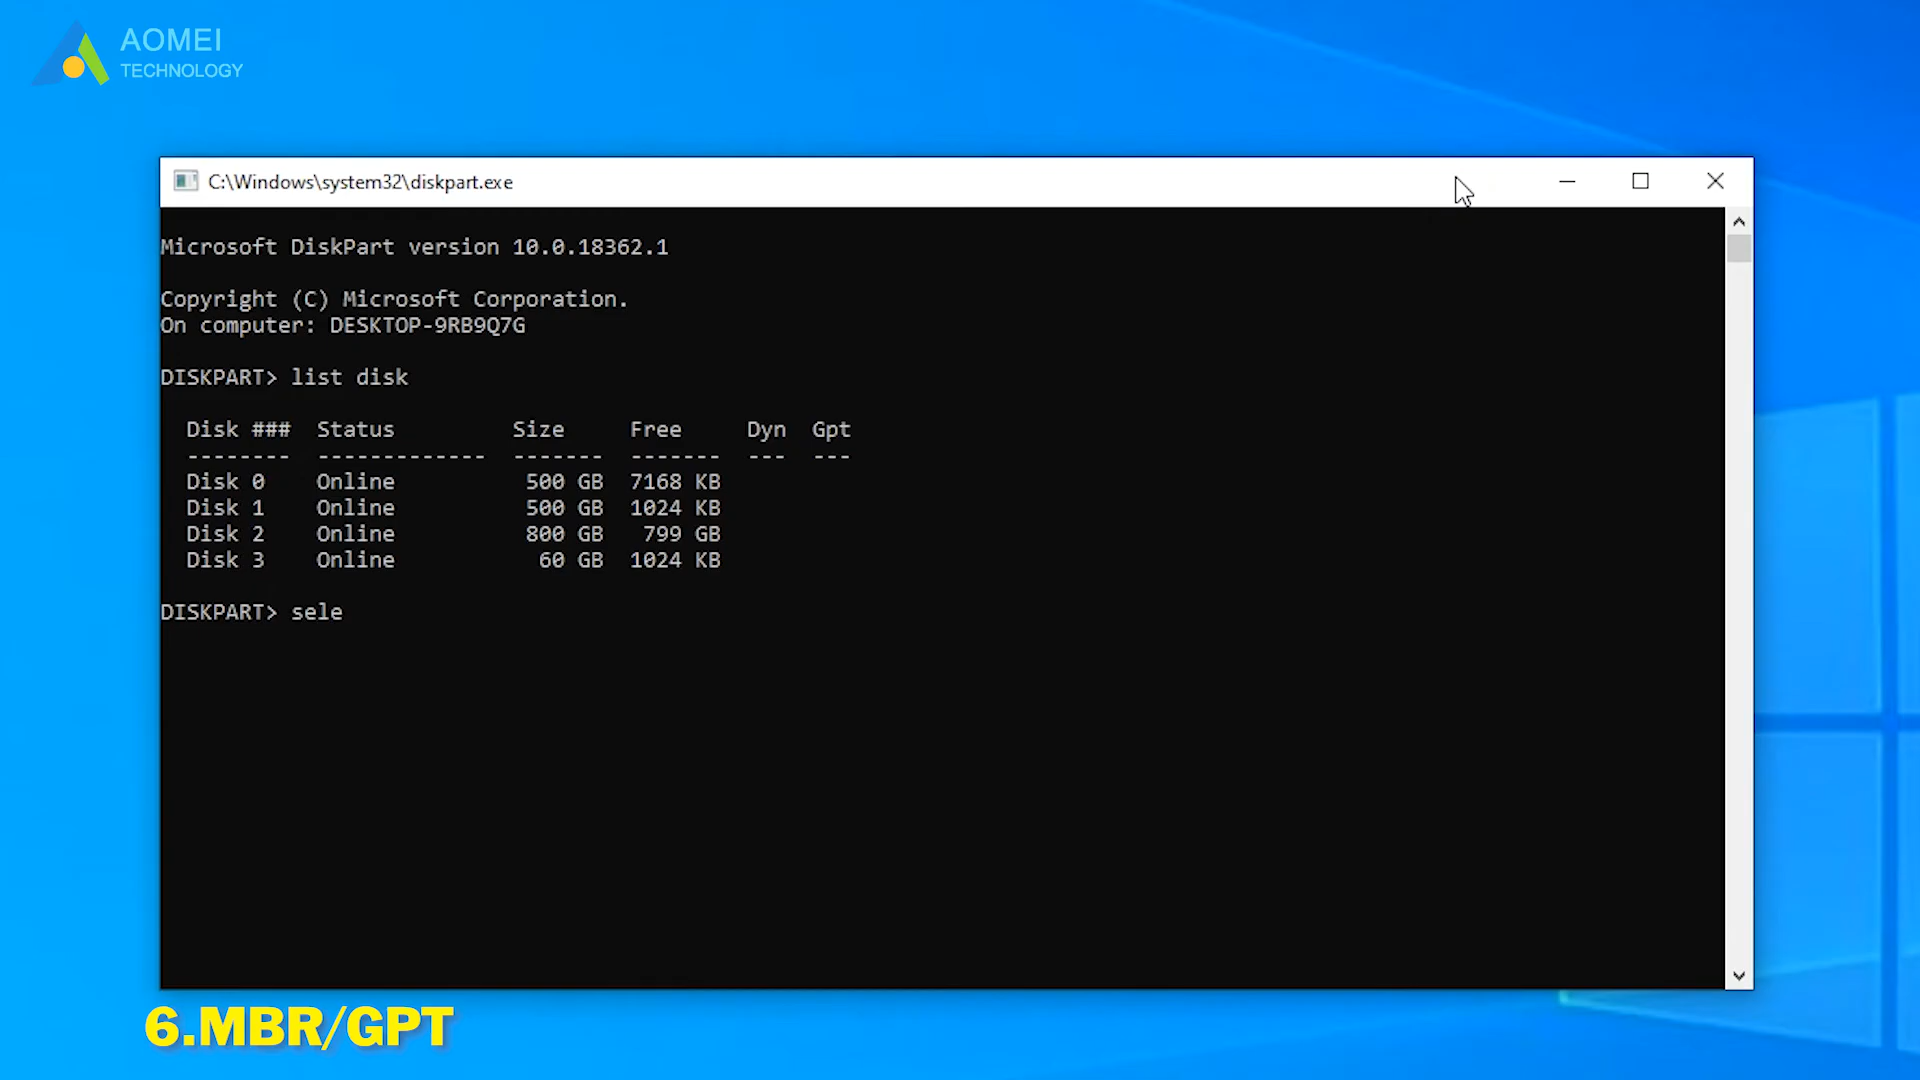 AOMEI
TECHNOLOGY
C:\Windows\system32\diskpart.exe
Microsoft DiskPart version 10.0.18362.1
Copyright (C) Microsoft Corporation.
On computer: DESKTOP-9RB9Q7G
DISKPART> list disk
Disk ### Status Size Free Dyn Gpt
-------- ------------- ------- ------- --- ---
Disk 0 Online 500 GB 7168 KB
Disk 1 Online 500 GB 1024 KB
Disk 2 Online 800 GB 799 GB
Disk 3 Online 60 GB 1024 KB
DISKPART> sele
6.MBR/GPT